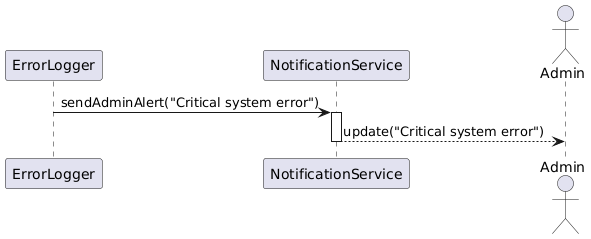 Admin
ErrorLogger
NotificationService
sendAdminAlert("Critical system error")
update("Critical system error")
ErrorLogger
NotificationService
Admin